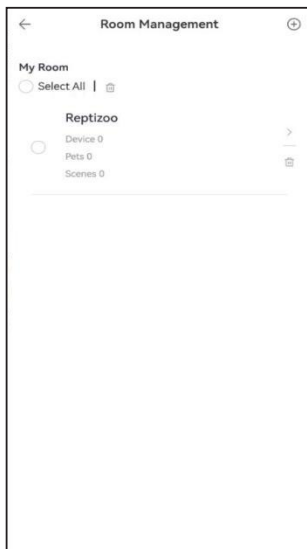 Room Management
My Room
Select All |
Reptizoo
Device 0
Pets 0
Scenes 0